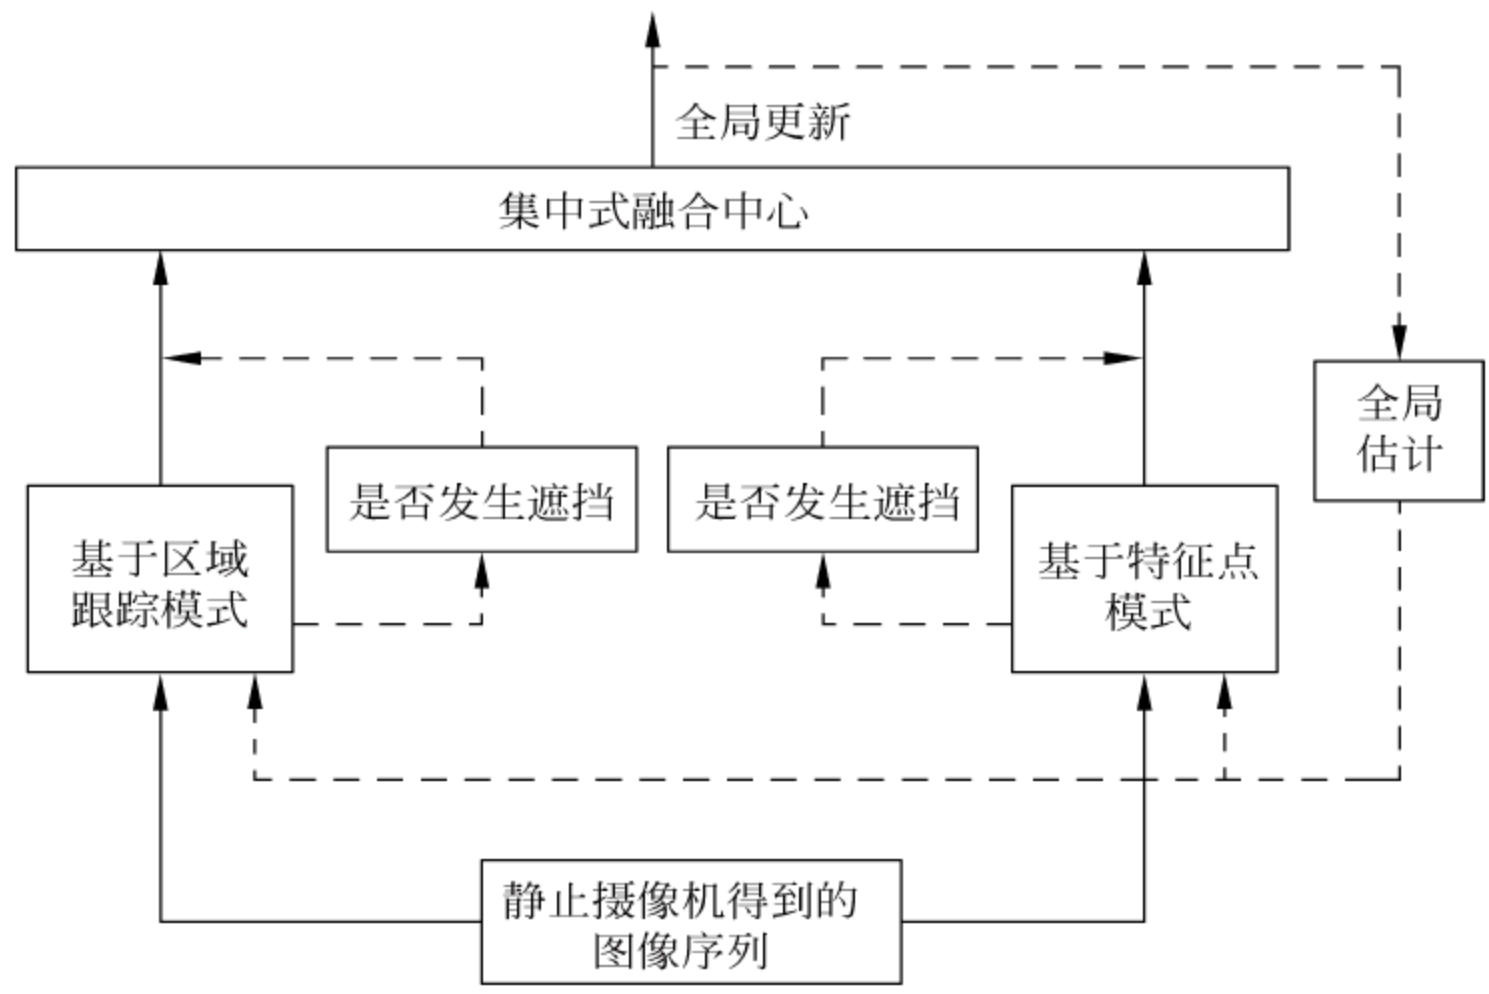 全局更新
集中式融合中心
全局
估计
是否发生遮挡
是否发生遮挡
基于区域
跟踪模式
基于特征点
模式
静止摄像机得到的
图像序列